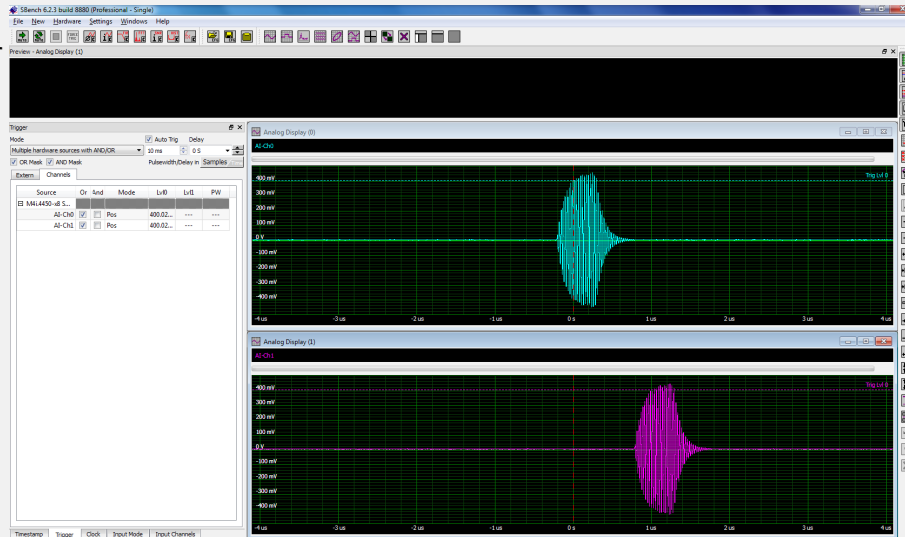 SBench 6.2.3 build 8880 (Professional - Single)
File New Hardware Settings Windows Help
Preview - Analog Display (1)
Trigger
Mode Auto Trig Delay
Multiple hardware sources with AND/OR 10 ms 0 S
OR Mask AND Mask Pulsewidth/Delay in Samples
Extern Channels
Source Or And Mode Lvl0 Lvl1 PW
M4i.4450-x8 S...
AI-Ch0 Pos 400.02... --- ---
AI-Ch1 Pos 400.02... --- ---
Timestamp Trigger Clock Input Mode Input Channels
Analog Display (0)
AI-Ch0
400 mV Trig Lvl 0
300 mV
200 mV
100 mV
0 V
-100 mV
-200 mV
-300 mV
-400 mV
-4 us -3 us -2 us -1 us 0 s 1 us 2 us 3 us 4 us
Analog Display (1)
AI-Ch1
400 mV Trig Lvl 0
300 mV
200 mV
100 mV
0 V
-100 mV
-200 mV
-300 mV
-400 mV
-4 us -3 us -2 us -1 us 0 s 1 us 2 us 3 us 4 us